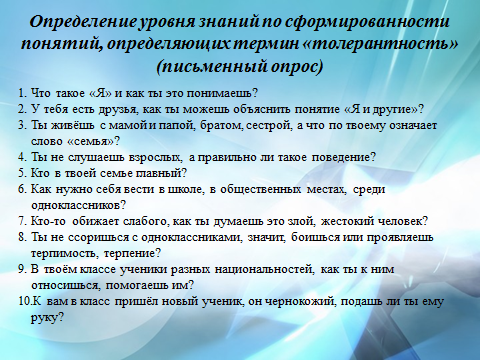 Определение уровня знаний по сформированности
понятий, определяющих термин «толерантность»
(письменный опрос)
1. Что такое «Я» и как ты это понимаешь?
2. У тебя есть друзья, как ты можешь объяснить понятие «Я и другие»?
3. Ты живёшь с мамой и папой, братом, сестрой, а что по твоему означает
слово «семья»?
4. Ты не слушаешь взрослых, а правильно ли такое поведение?
5. Кто в твоей семье главный?
6. Как нужно себя вести в школе, в общественных местах, среди
одноклассников?
7. Кто-то обижает слабого, как ты думаешь это злой, жестокий человек?
8. Ты не ссоришься с одноклассниками, значит, боишься или проявляешь
терпимость, терпение?
9. В твоём классе ученики разных национальностей, как ты к ним
относишься, помогаешь им?
10.К вам в класс пришёл новый ученик, он чернокожий, подашь ли ты ему
руку?